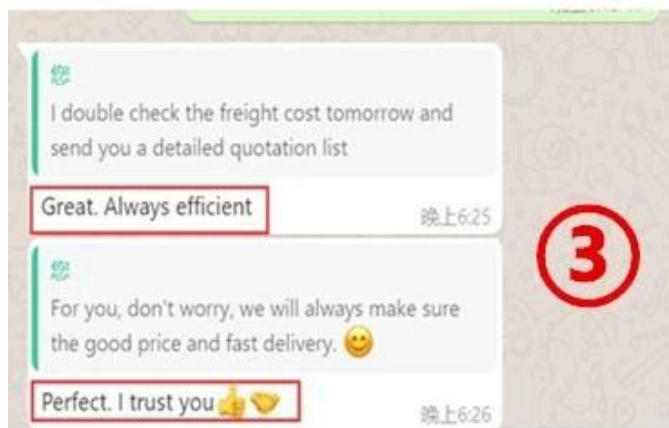 您
I double check the freight cost tomorrow and
send you a detailed quotation list
Great. Always efficient
晚上6:25
③
您
For you, don't worry, we will always make sure
the good price and fast delivery. 😊
Perfect. I trust you👍🤝
晚上6:26